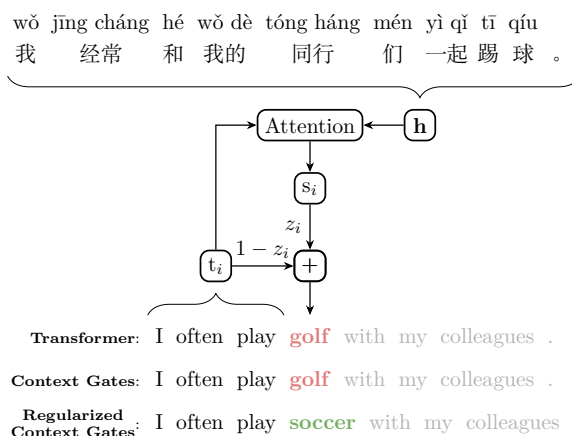 wǒ jīng cháng hé wǒ dè tóng háng mén yì qǐ tī qíu
我 经常 和 我的 同行 们 一起 踢 球 。
Attention h
s_i
z_i
1 − z_i
t_i +
Transformer: I often play golf with my colleagues .
Context Gates: I often play golf with my colleagues .
Regularized
Context Gates: I often play soccer with my colleagues